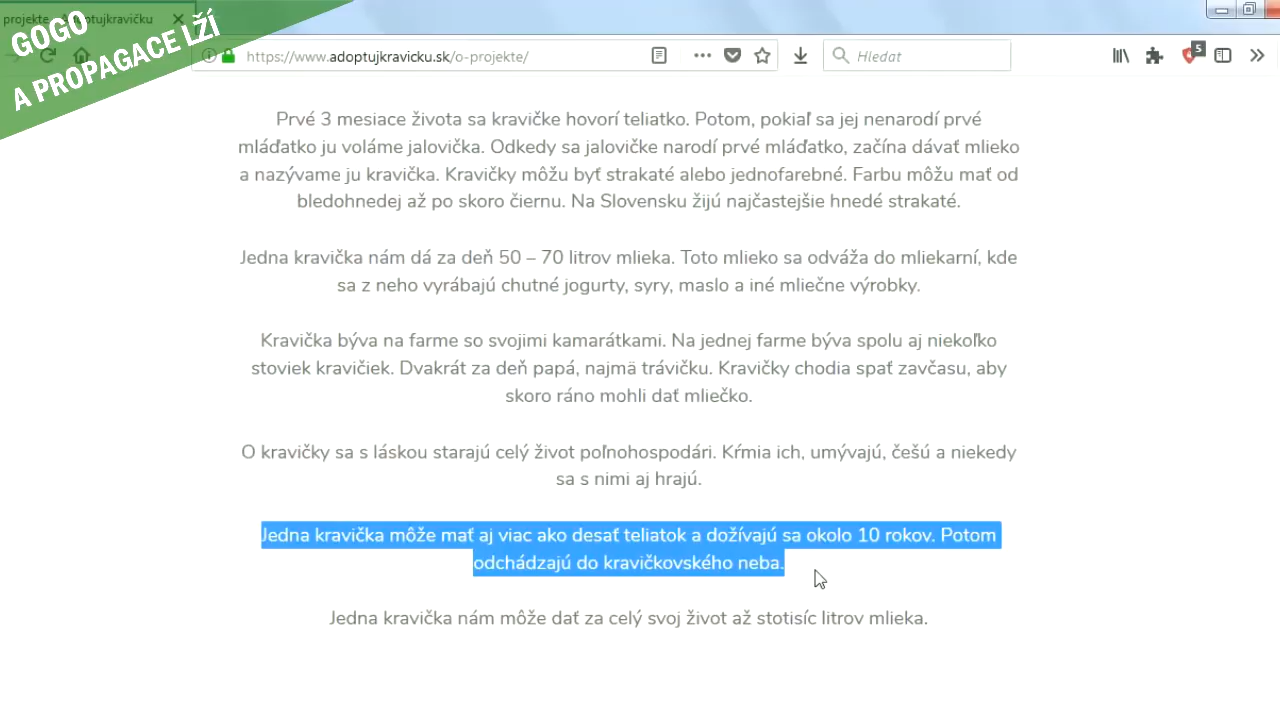 GOGO
A PROPAGACE LŽÍ
projekte
optujkravičku
https://www.adoptujkravicku.sk/o-projekte/
Hledat
5
Prvé 3 mesiace života sa kravičke hovorí teliatko. Potom, pokiaľ sa jej nenarodí prvé
mláďatko ju voláme jalovička. Odkedy sa jalovičke narodí prvé mláďatko, začína dávať mlieko
a nazývame ju kravička. Kravičky môžu byť strakaté alebo jednofarebné. Farbu môžu mať od
bledohnedej až po skoro čiernu. Na Slovensku žijú najčastejšie hnedé strakaté.
Jedna kravička nám dá za deň 50 – 70 litrov mlieka. Toto mlieko sa odváža do mliekarní, kde
sa z neho vyrábajú chutné jogurty, syry, maslo a iné mliečne výrobky.
Kravička býva na farme so svojimi kamarátkami. Na jednej farme býva spolu aj niekoľko
stoviek kravičiek. Dvakrát za deň papá, najmä trávičku. Kravičky chodia spať zavčasu, aby
skoro ráno mohli dať mliečko.
O kravičky sa s láskou starajú celý život poľnohospodári. Kŕmia ich, umývajú, češú a niekedy
sa s nimi aj hrajú.
Jedna kravička môže mať aj viac ako desať teliatok a dožívajú sa okolo 10 rokov. Potom
odchádzajú do kravičkovského neba.
Jedna kravička nám môže dať za celý svoj život až stotisíc litrov mlieka.